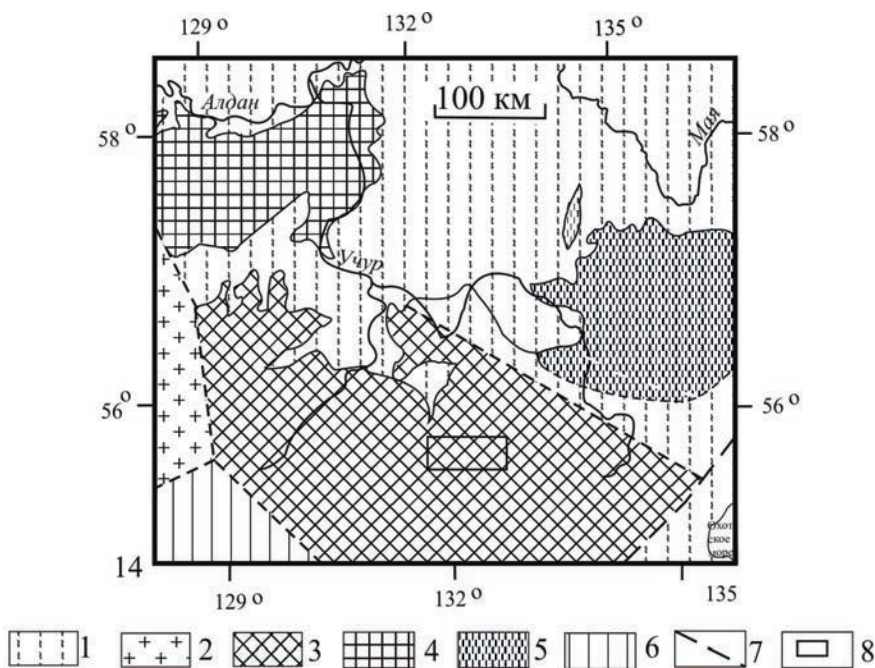 129 о 132 о 135 о
Алдан
100 км
Мая
58 о 58 о
Учур
56 о 56 о
Охот
ское
море
14
129 о 132 о 135
1 2 3 4 5 6 7 8